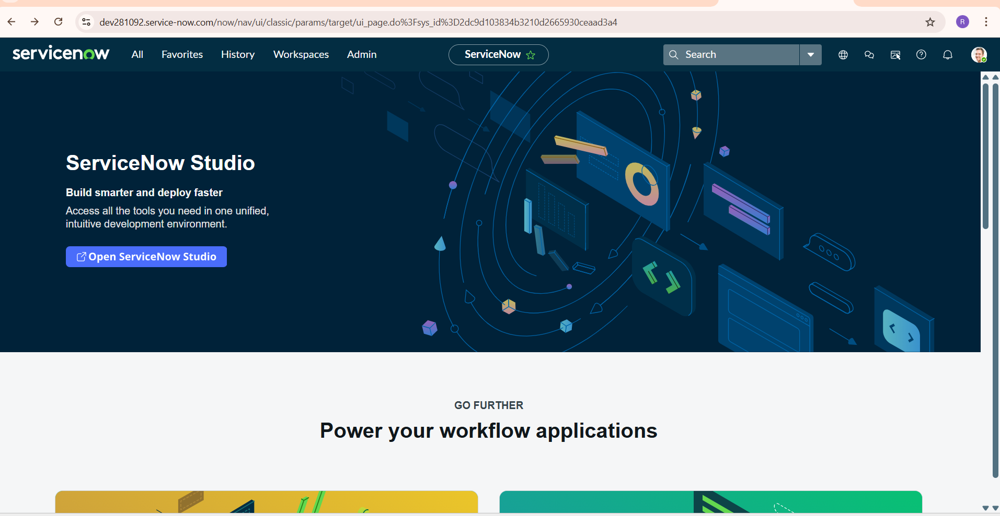 dev281092.service-now.com/now/nav/ui/classic/params/target/ui_page.do%3Fsys_id%3D2dc9d103834b3210d2665930ceaad3a4
R
servicenow
All
Favorites
History
Workspaces
Admin
ServiceNow
Search
ServiceNow Studio
Build smarter and deploy faster
Access all the tools you need in one unified,
intuitive development environment.
Open ServiceNow Studio
GO FURTHER
Power your workflow applications